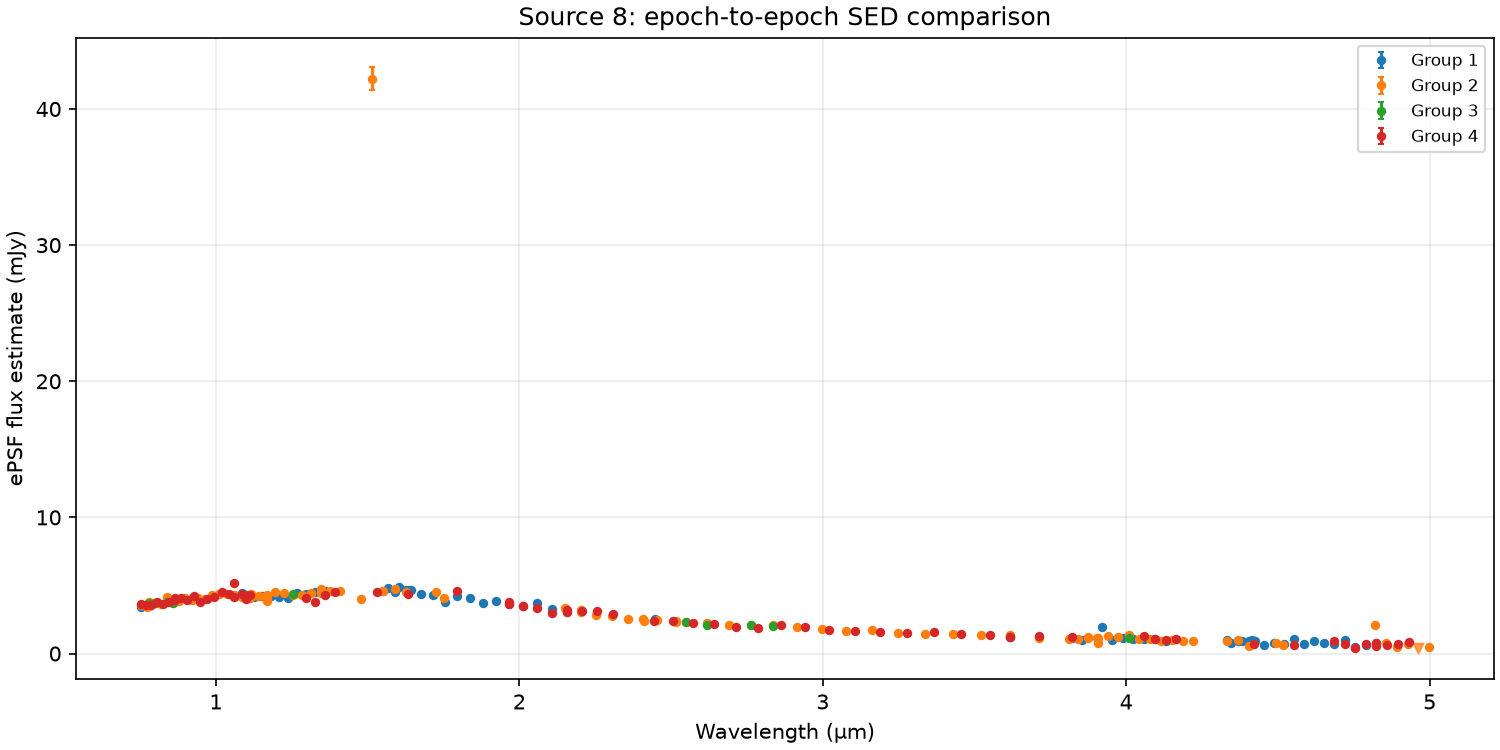 Source 8: epoch-to-epoch SED comparison
Group 1
Group 2
Group 3
Group 4
ePSF flux estimate (mJy)
40
30
20
10
0
1 2 3 4 5
Wavelength (μm)